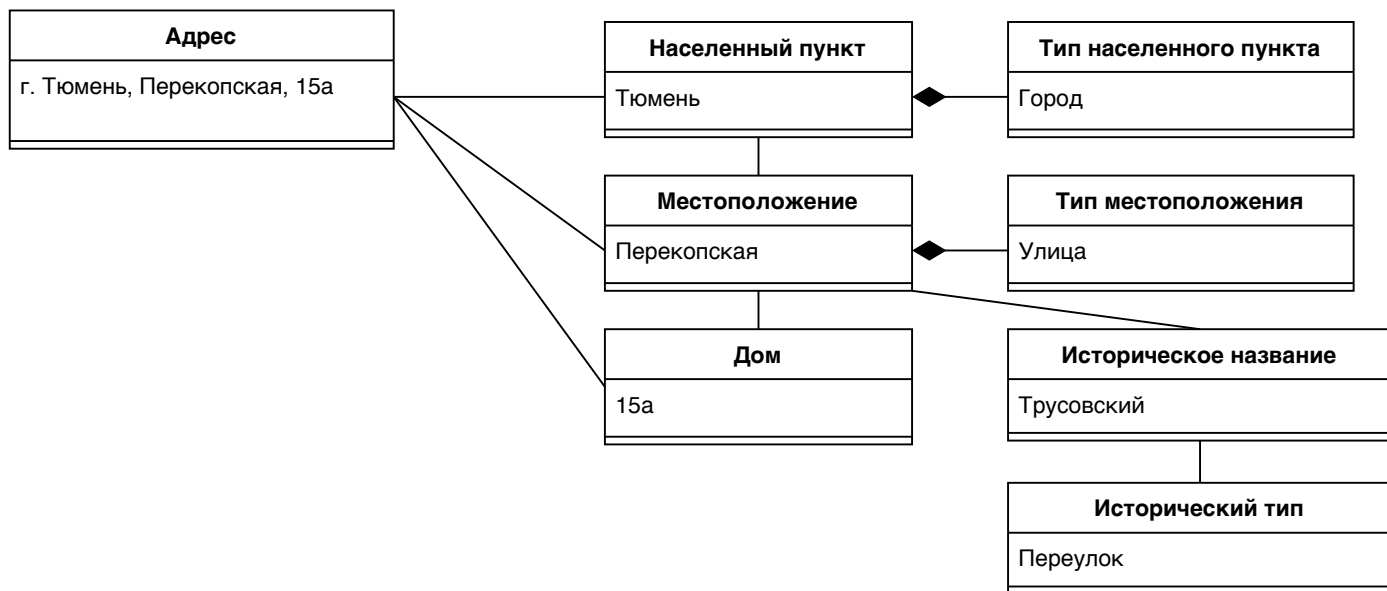 Адрес
г. Тюмень, Перекопская, 15а
Населенный пункт
Тюмень
Тип населенного пункта
Город
Местоположение
Перекопская
Тип местоположения
Улица
Дом
15а
Историческое название
Трусовский
Исторический тип
Переулок